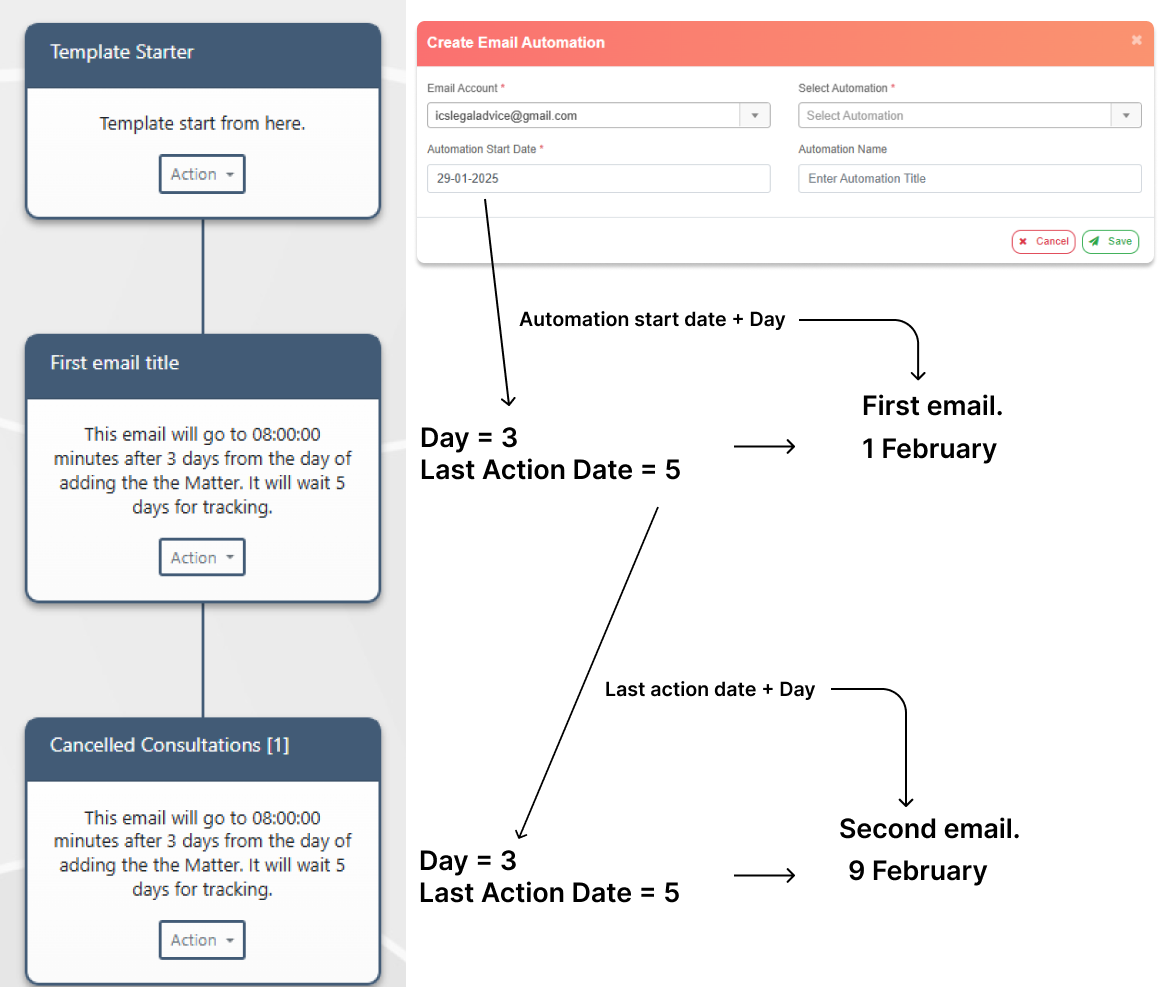 Template Starter
Template start from here.
Action
First email title
This email will go to 08:00:00
minutes after 3 days from the day of
adding the the Matter. It will wait 5
days for tracking.
Action
Cancelled Consultations [1]
This email will go to 08:00:00
minutes after 3 days from the day of
adding the the Matter. It will wait 5
days for tracking.
Action
Create Email Automation
Email Account *
icslegaladvice@gmail.com
Select Automation *
Select Automation
Automation Start Date *
29-01-2025
Automation Name
Enter Automation Title
Cancel
Save
Automation start date + Day
Day = 3
Last Action Date = 5
First email.
1 February
Last action date + Day
Day = 3
Last Action Date = 5
Second email.
9 February